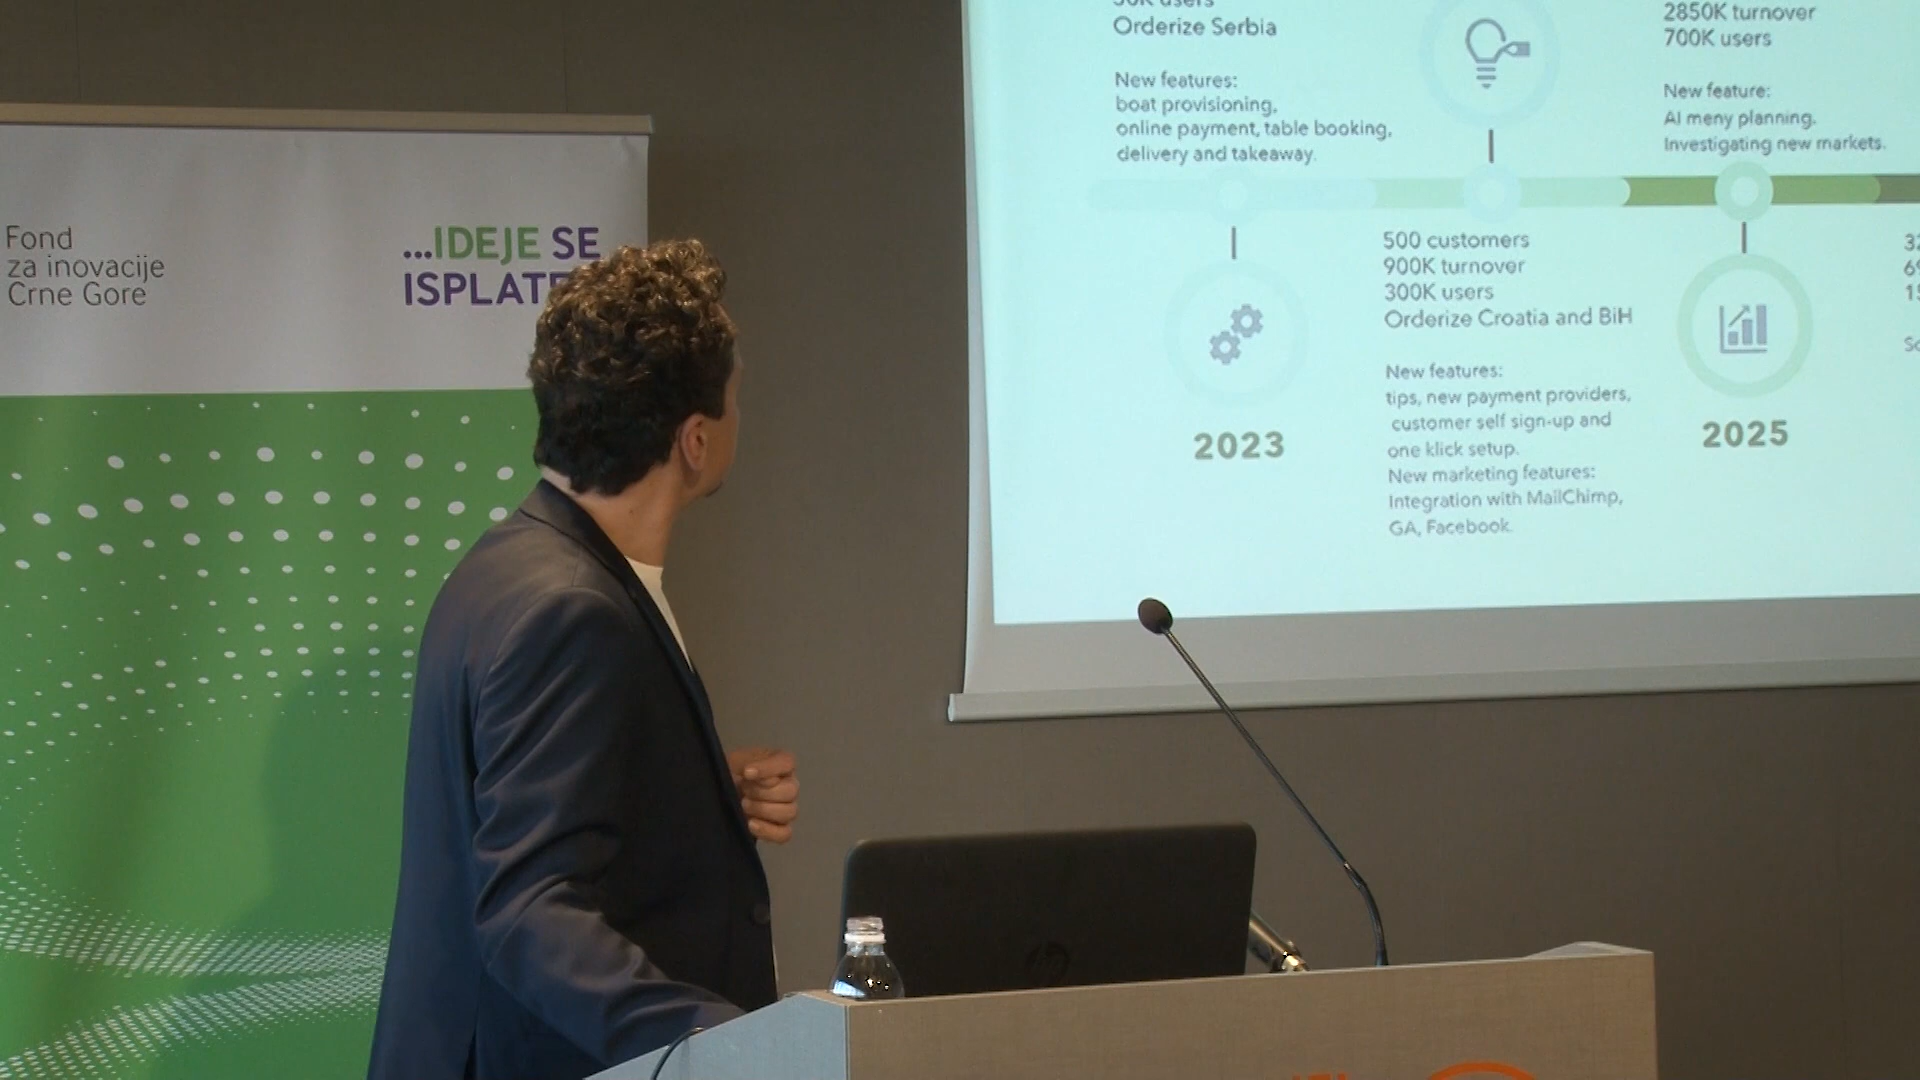 Fond
za inovacije
Crne Gore
...IDEJE SE
ISPLATE
users
Orderize Serbia
New features:
boat provisioning,
online payment, table booking,
delivery and takeaway.
2023
500 customers
900K turnover
300K users
Orderize Croatia and BiH
New features:
tips, new payment providers,
customer self sign-up and
one klick setup.
New marketing features:
Integration with MailChimp,
GA, Facebook.
2850K turnover
700K users
New feature:
AI meny planning.
Investigating new markets.
2025